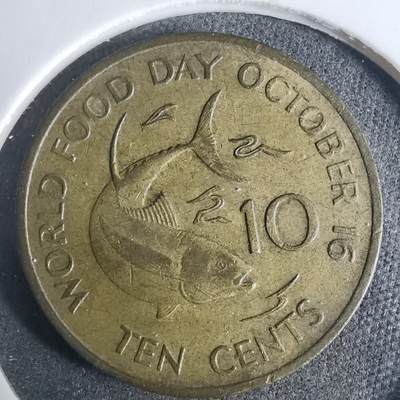 WORLD FOOD DAY OCTOBER 16
10
TEN CENTS